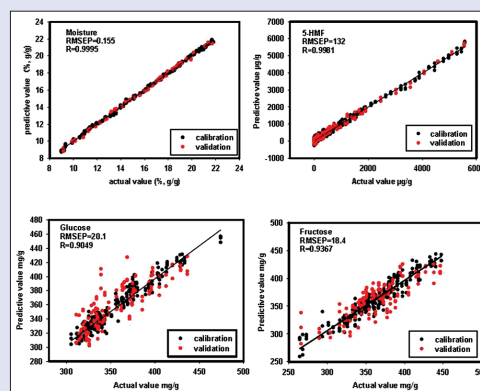 Moisture
RMSEP=0.155
R=0.9995
predictive value (%, g/g)
24
22
20
18
16
14
12
10
8
calibration
validation
8 10 12 14 16 18 20 22 24
actual value (%, g/g)
5-HMF
RMSEP=132
R=0.9981
Predictive value µg/g
7000
6000
5000
4000
3000
2000
1000
0
-1000
calibration
validation
0 2000 4000 6000
Actual value µg/g
Glucose
RMSEP=20.1
R=0.9049
Predictive value mg/g
480
460
440
420
400
380
360
340
320
300
280
calibration
validation
300 350 400 450 500
Actual value mg/g
Fructose
RMSEP=18.4
R=0.9367
Predictive value mg/g
500
450
400
350
300
250
calibration
validation
250 300 350 400 450 500
Actual value mg/g